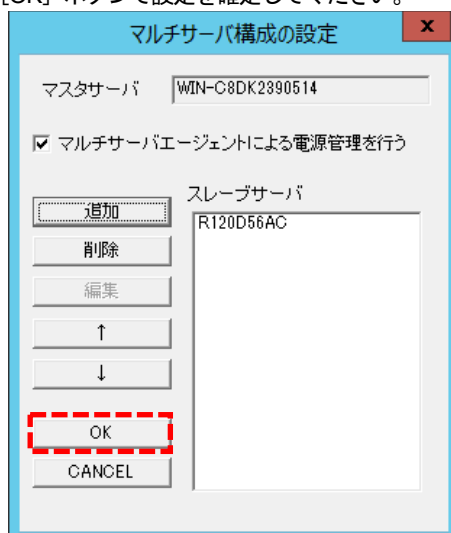 [OK] ボタンで設定を確定してください。
マルチサーバ構成の設定
x
マスタサーバ WIN-C8DK2390514
マルチサーバエージェントによる電源管理を行う
スレーブサーバ
追加
R120D56AC
削除
編集
↑
↓
OK
CANCEL